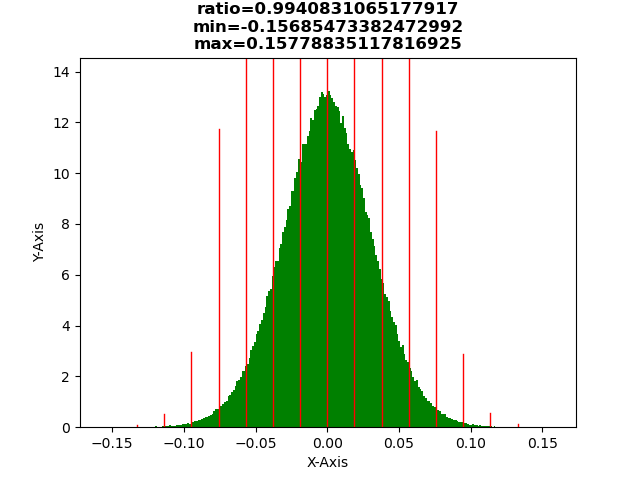 ratio=0.9940831065177917
min=-0.15685473382472992
max=0.15778835117816925
14
12
10
8
6
4
2
0
Y-Axis
−0.15 −0.10 −0.05 0.00 0.05 0.10 0.15
X-Axis